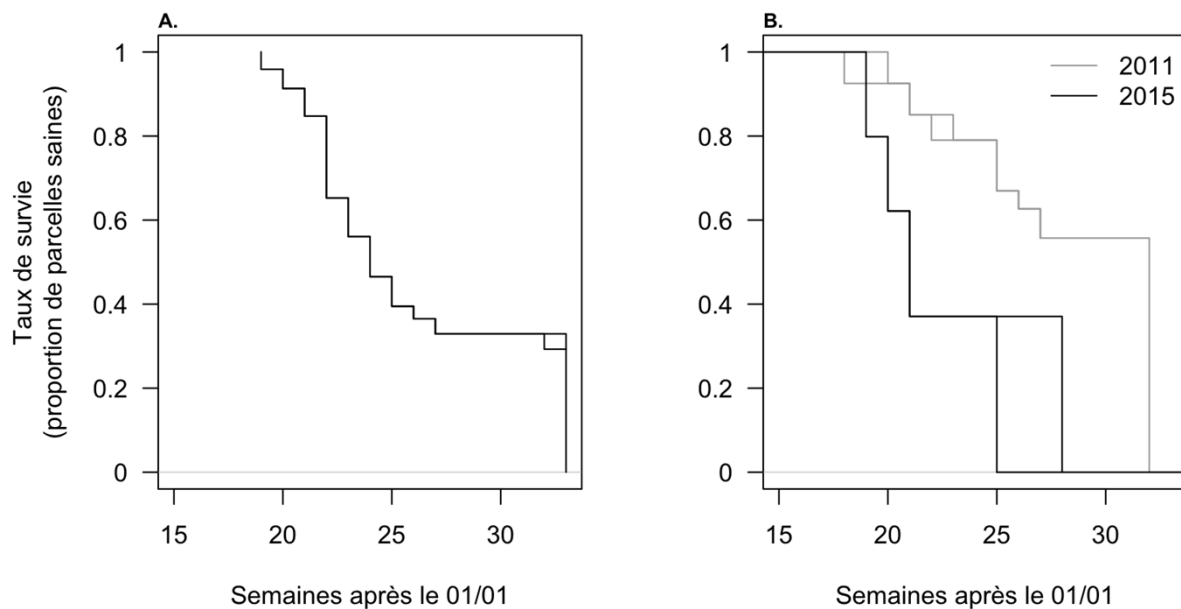 A.
Taux de survie
(proportion de parcelles saines)
1
0.8
0.6
0.4
0.2
0
15 20 25 30
Semaines après le 01/01
B.
2011
2015
1
0.8
0.6
0.4
0.2
0
15 20 25 30
Semaines après le 01/01